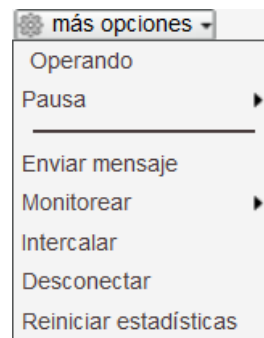 más opciones
Operando
Pausa
Enviar mensaje
Monitorear
Intercalar
Desconectar
Reiniciar estadísticas